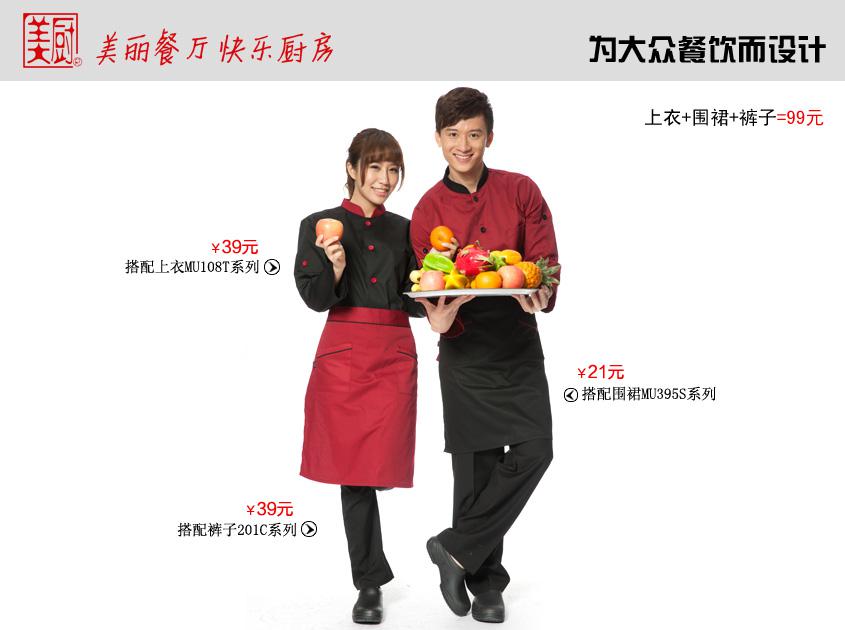 美厨
美丽餐厅 快乐厨房
为大众餐饮而设计
上衣+围裙+裤子=99元
¥39元
搭配上衣MU108T系列
¥21元
搭配围裙MU395S系列
¥39元
搭配裤子201C系列